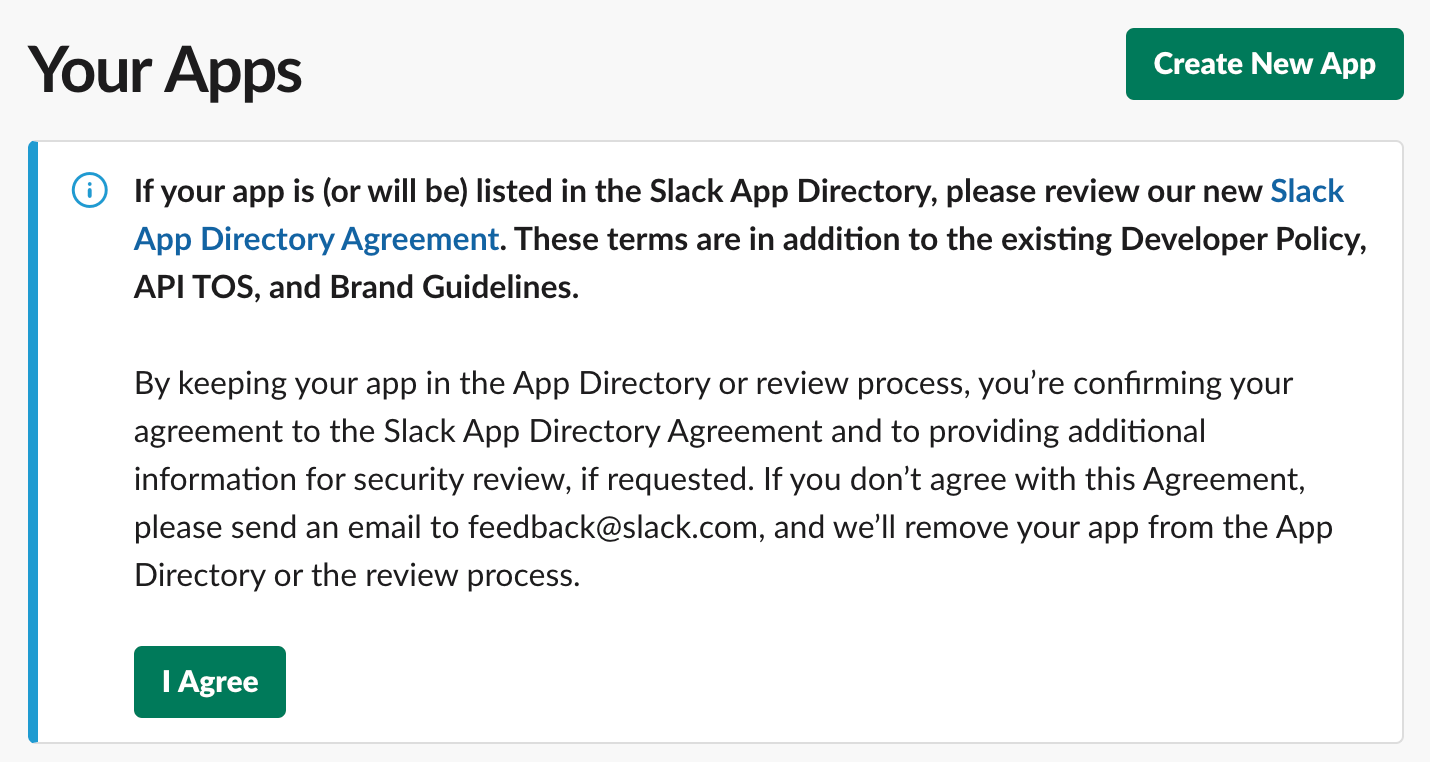 Your Apps
Create New App
If your app is (or will be) listed in the Slack App Directory, please review our new Slack
App Directory Agreement. These terms are in addition to the existing Developer Policy,
API TOS, and Brand Guidelines.
By keeping your app in the App Directory or review process, you’re confirming your
agreement to the Slack App Directory Agreement and to providing additional
information for security review, if requested. If you don’t agree with this Agreement,
please send an email to feedback@slack.com, and we’ll remove your app from the App
Directory or the review process.
I Agree